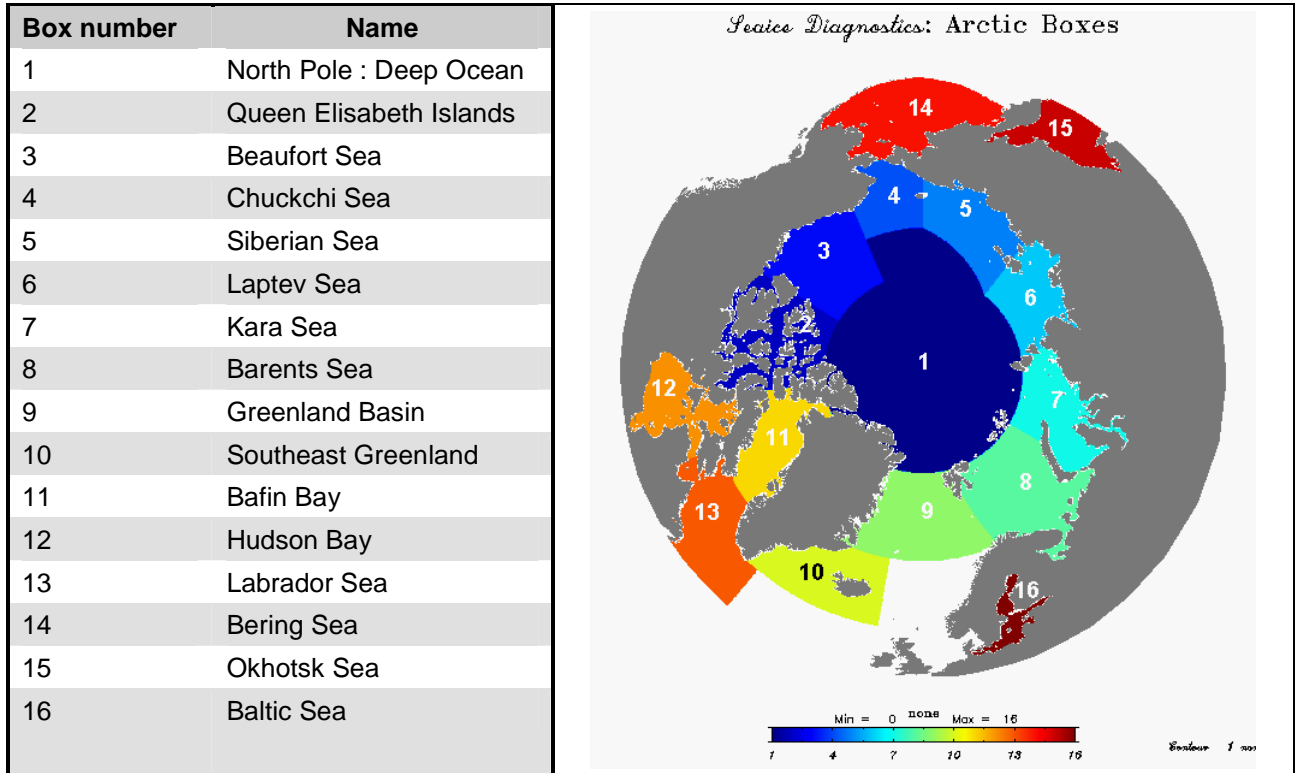 Box number Name
1 North Pole : Deep Ocean
2 Queen Elisabeth Islands
3 Beaufort Sea
4 Chuckchi Sea
5 Siberian Sea
6 Laptev Sea
7 Kara Sea
8 Barents Sea
9 Greenland Basin
10 Southeast Greenland
11 Bafin Bay
12 Hudson Bay
13 Labrador Sea
14 Bering Sea
15 Okhotsk Sea
16 Baltic Sea
Seaice Diagnostics: Arctic Boxes
14
15
4
5
3
6
2
1
12
7
11
8
13
9
10
16
Min = 0 none Max = 16
1 4 7 10 13 16
Contour 1 non